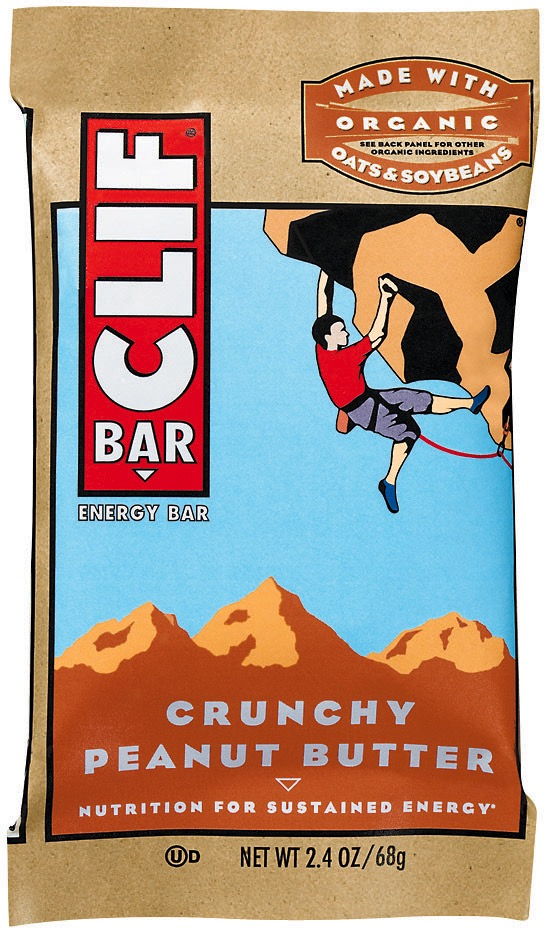 MADE WITH
ORGANIC
SEE BACK PANEL FOR OTHER
ORGANIC INGREDIENTS
OATS & SOYBEANS
CLIF®
BAR
ENERGY BAR
®
CRUNCHY
PEANUT BUTTER
NUTRITION FOR SUSTAINED ENERGY®
UD NET WT 2.4 OZ/68g